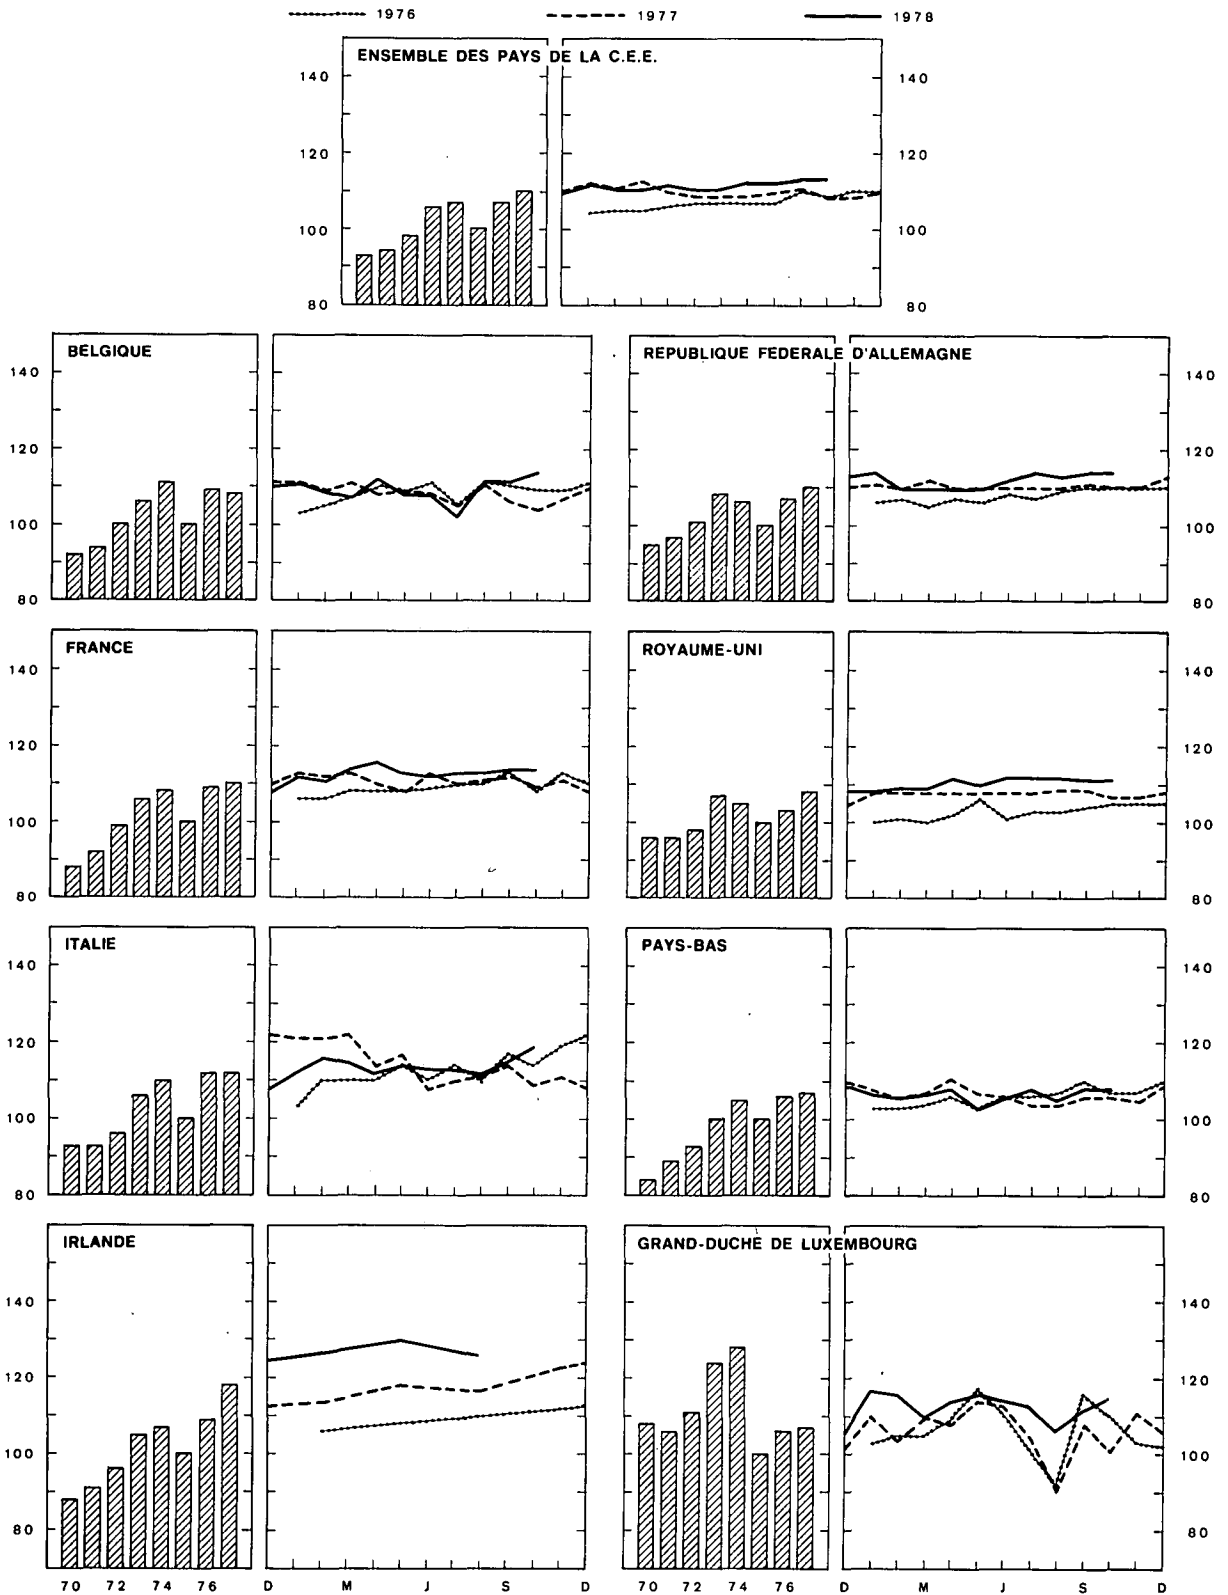 1976 1977 1978
ENSEMBLE DES PAYS DE LA C.E.E.
140 140
120 120
100 100
80 80
BELGIQUE REPUBLIQUE FEDERALE D'ALLEMAGNE
140 140
120 120
100 100
80 80
FRANCE ROYAUME-UNI
140 140
120 120
100 100
80 80
ITALIE PAYS-BAS
140 140
120 120
100 100
80 80
IRLANDE GRAND-DUCHÉ DE LUXEMBOURG
140 140
120 120
100 100
80 80
70 72 74 76 D M J S D 70 72 74 76 D M J S D